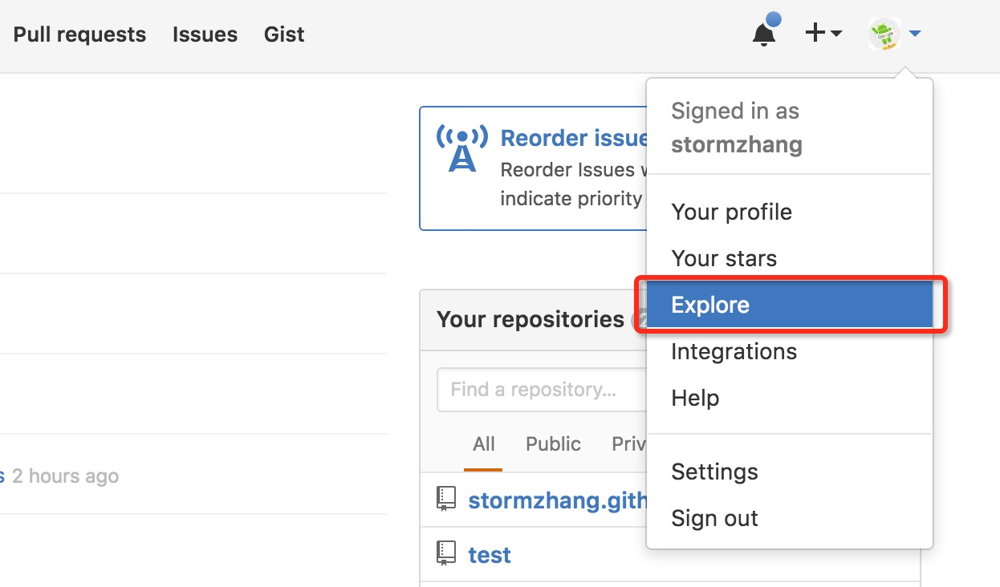 Pull requests Issues Gist
Signed in as
stormzhang
Your profile
Your stars
Explore
Integrations
Help
Settings
Sign out
Reorder issue
Reorder Issues w
indicate priority
Your repositories
Find a repository...
All Public Priv
stormzhang.gith
test
s 2 hours ago